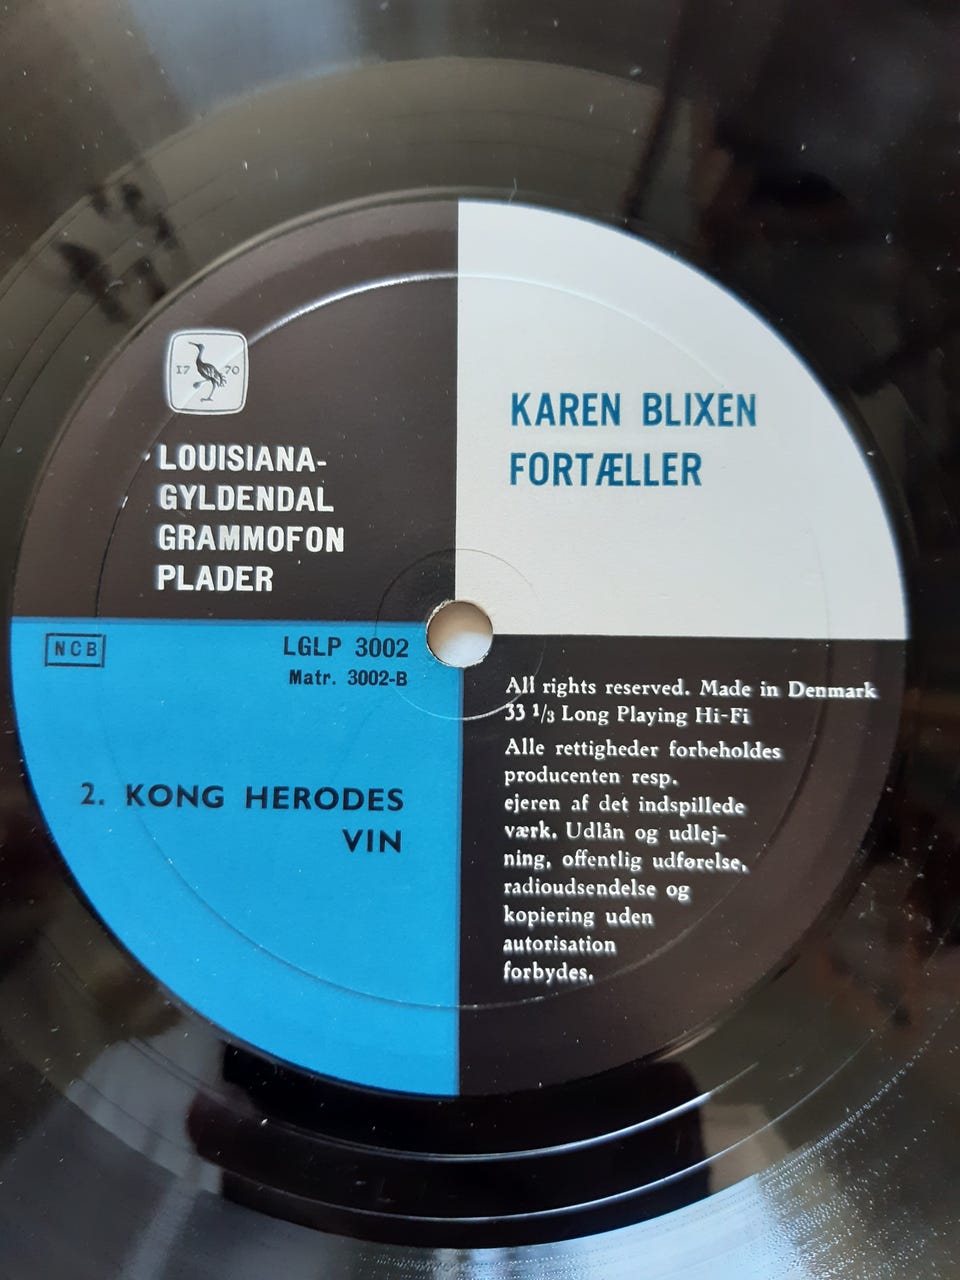 17 70
LOUISIANA-
GYLDENDAL
GRAMMOFON
PLADER
KAREN BLIXEN
FORTÆLLER
NCB
LGLP 3002
Matr. 3002-B
2. KONG HERODES
VIN
All rights reserved. Made in Denmark
33 1/3 Long Playing Hi-Fi
Alle rettigheder forbeholdes
producenten resp.
ejeren af det indspillede
værk. Udlån og udlej-
ning, offentlig udførelse,
radioudsendelse og
kopiering uden
autorisation
forbydes.